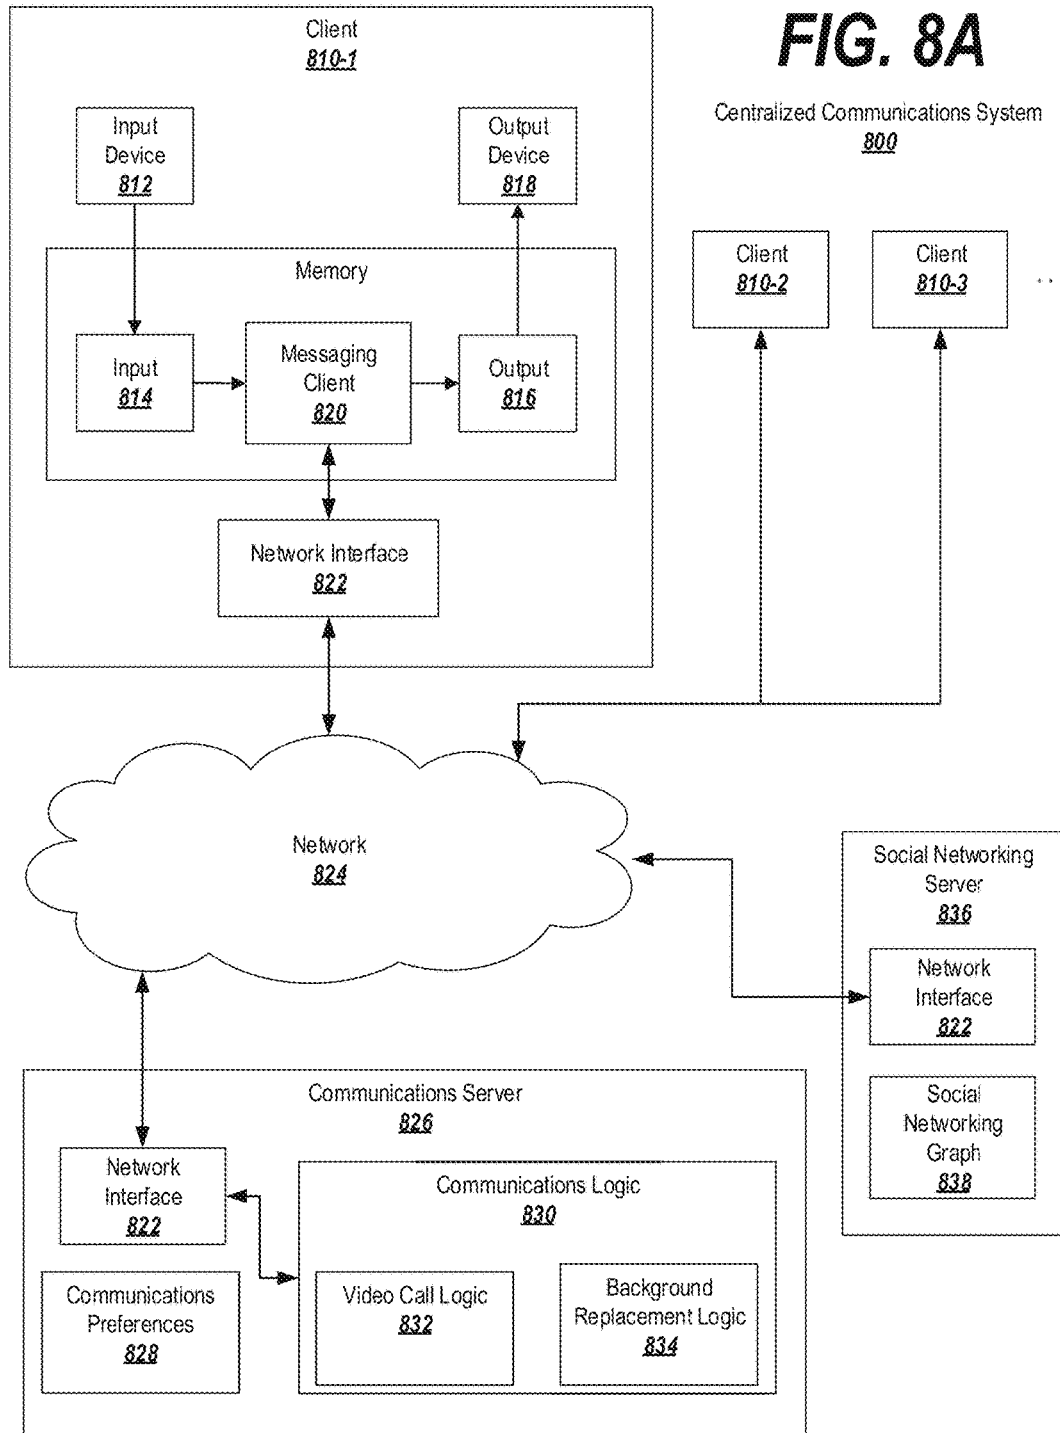 FIG. 8A
Centralized Communications System
800
Client
810-1
Input
Device
812
Output
Device
818
Memory
Input
814
Messaging
Client
820
Output
816
Network Interface
822
Client
810-2
Client
810-3
Network
824
Social Networking
Server
836
Network
Interface
822
Social
Networking
Graph
838
Communications Server
826
Network
Interface
822
Communications
Preferences
828
Communications Logic
830
Video Call Logic
832
Background
Replacement Logic
834